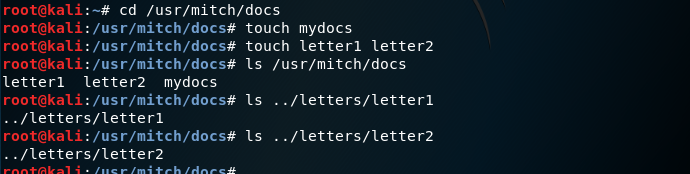 root@kali:~# cd /usr/mitch/docs
root@kali:/usr/mitch/docs# touch mydocs
root@kali:/usr/mitch/docs# touch letter1 letter2
root@kali:/usr/mitch/docs# ls /usr/mitch/docs
letter1  letter2  mydocs
root@kali:/usr/mitch/docs# ls ../letters/letter1
../letters/letter1
root@kali:/usr/mitch/docs# ls ../letters/letter2
../letters/letter2
root@kali:/usr/mitch/docs#